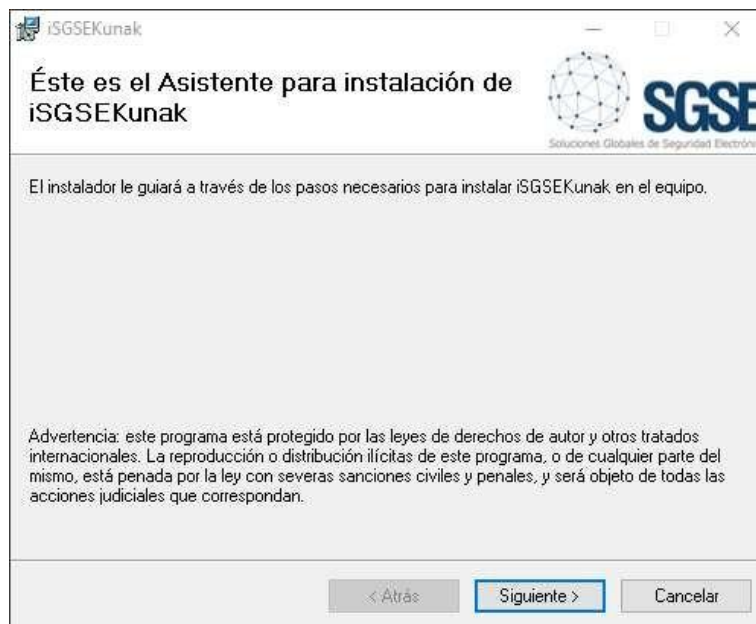 iSGSEKunak
Éste es el Asistente para instalación de
iSGSEKunak
SGSE
Soluciones Globales de Seguridad
El instalador le guiará a través de los pasos necesarios para instalar iSGSEKunak en el equipo.
Advertencia: este programa está protegido por las leyes de derechos de autor y otros tratados
internacionales. La reproducción o distribución ilícitas de este programa, o de cualquier parte del
mismo, está penada por la ley con severas sanciones civiles y penales, y será objeto de todas las
acciones judiciales que correspondan.
< Atrás
Siguiente >
Cancelar